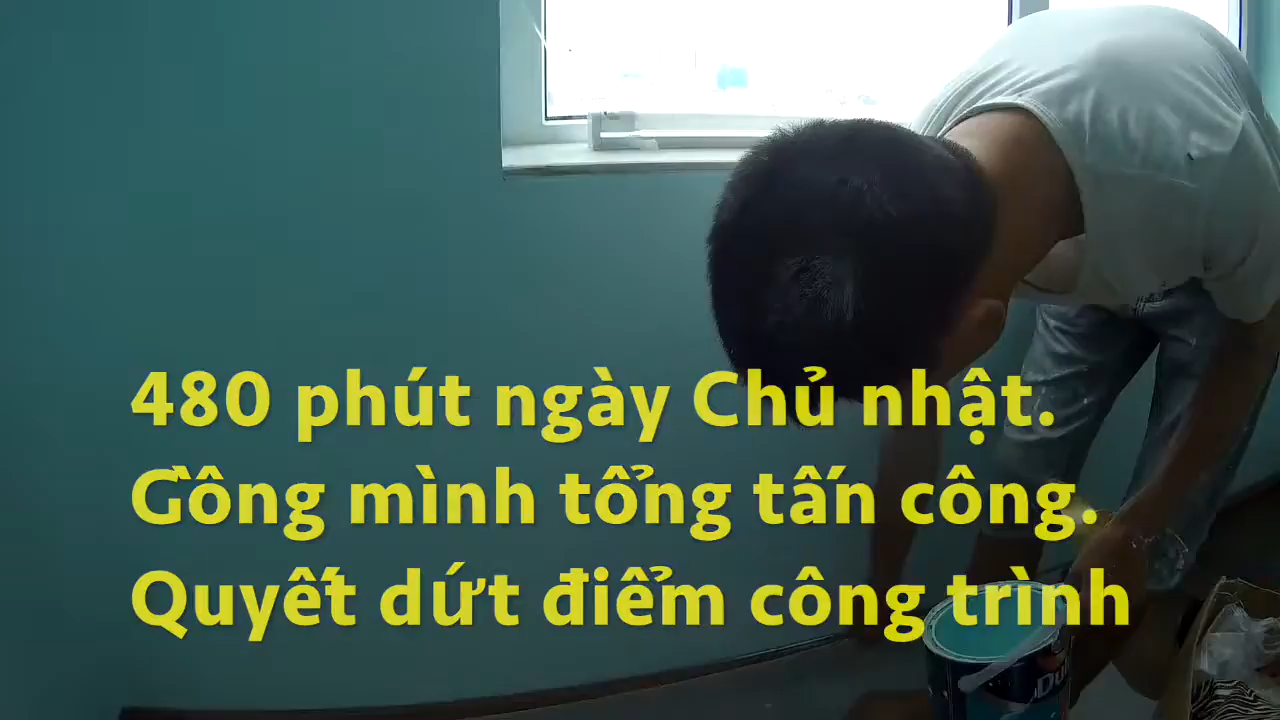 480 phút ngày Chủ nhật.
Gồng mình tổng tấn công.
Quyết dứt điểm công trình